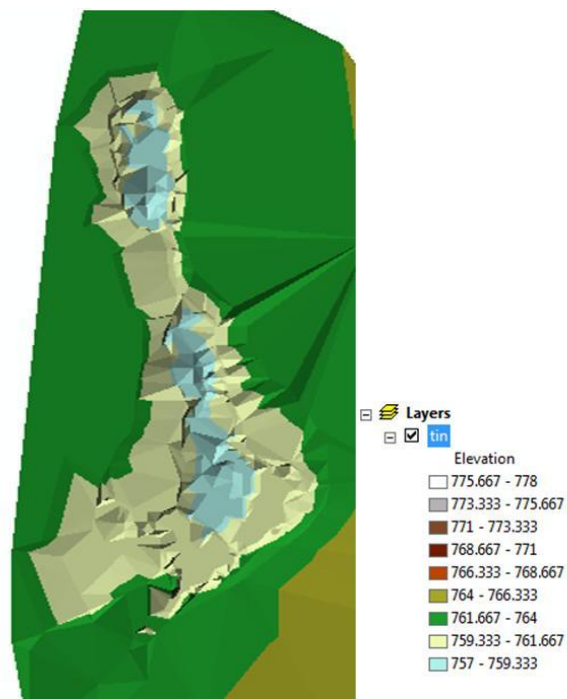 Layers
tin
Elevation
775.667 - 778
773.333 - 775.667
771 - 773.333
768.667 - 771
766.333 - 768.667
764 - 766.333
761.667 - 764
759.333 - 761.667
757 - 759.333